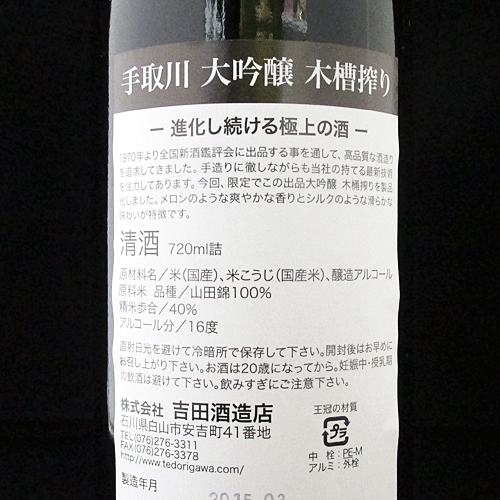 手取川 大吟醸 木槽搾り
― 進化し続ける極上の酒 ―
1970年より全国新酒鑑評会に出品する事を通して、高品質な酒造り
を追求してきました。手造りに徹しながらも当社の持てる最新技術
を注力してあります。今回、限定でこの出品大吟醸 木桶搾りを製品
化しました。メロンのような爽やかな香りとシルクのような滑らかな
味わいが特徴です。
清酒 720ml詰
原材料名/米(国産)、米こうじ(国産米)、醸造アルコール
原料米 品種/山田錦100%
精米歩合/40%
アルコール分/16度
直射日光を避けて冷暗所で保存して下さい。開封後はお早めに
お召し上がり下さい。お酒は20歳になってから。妊娠中・授乳期
の飲酒は避けて下さい。飲みすぎにご注意下さい。
株式会社 吉田酒造店
石川県白山市安吉町41番地
TEL(076)276-3311
FAX(076)276-3378
http://www.tedorigawa.com/
王冠の材質
プラ
中 栓:PE-M
アルミ:外栓
製造年月
2015.03